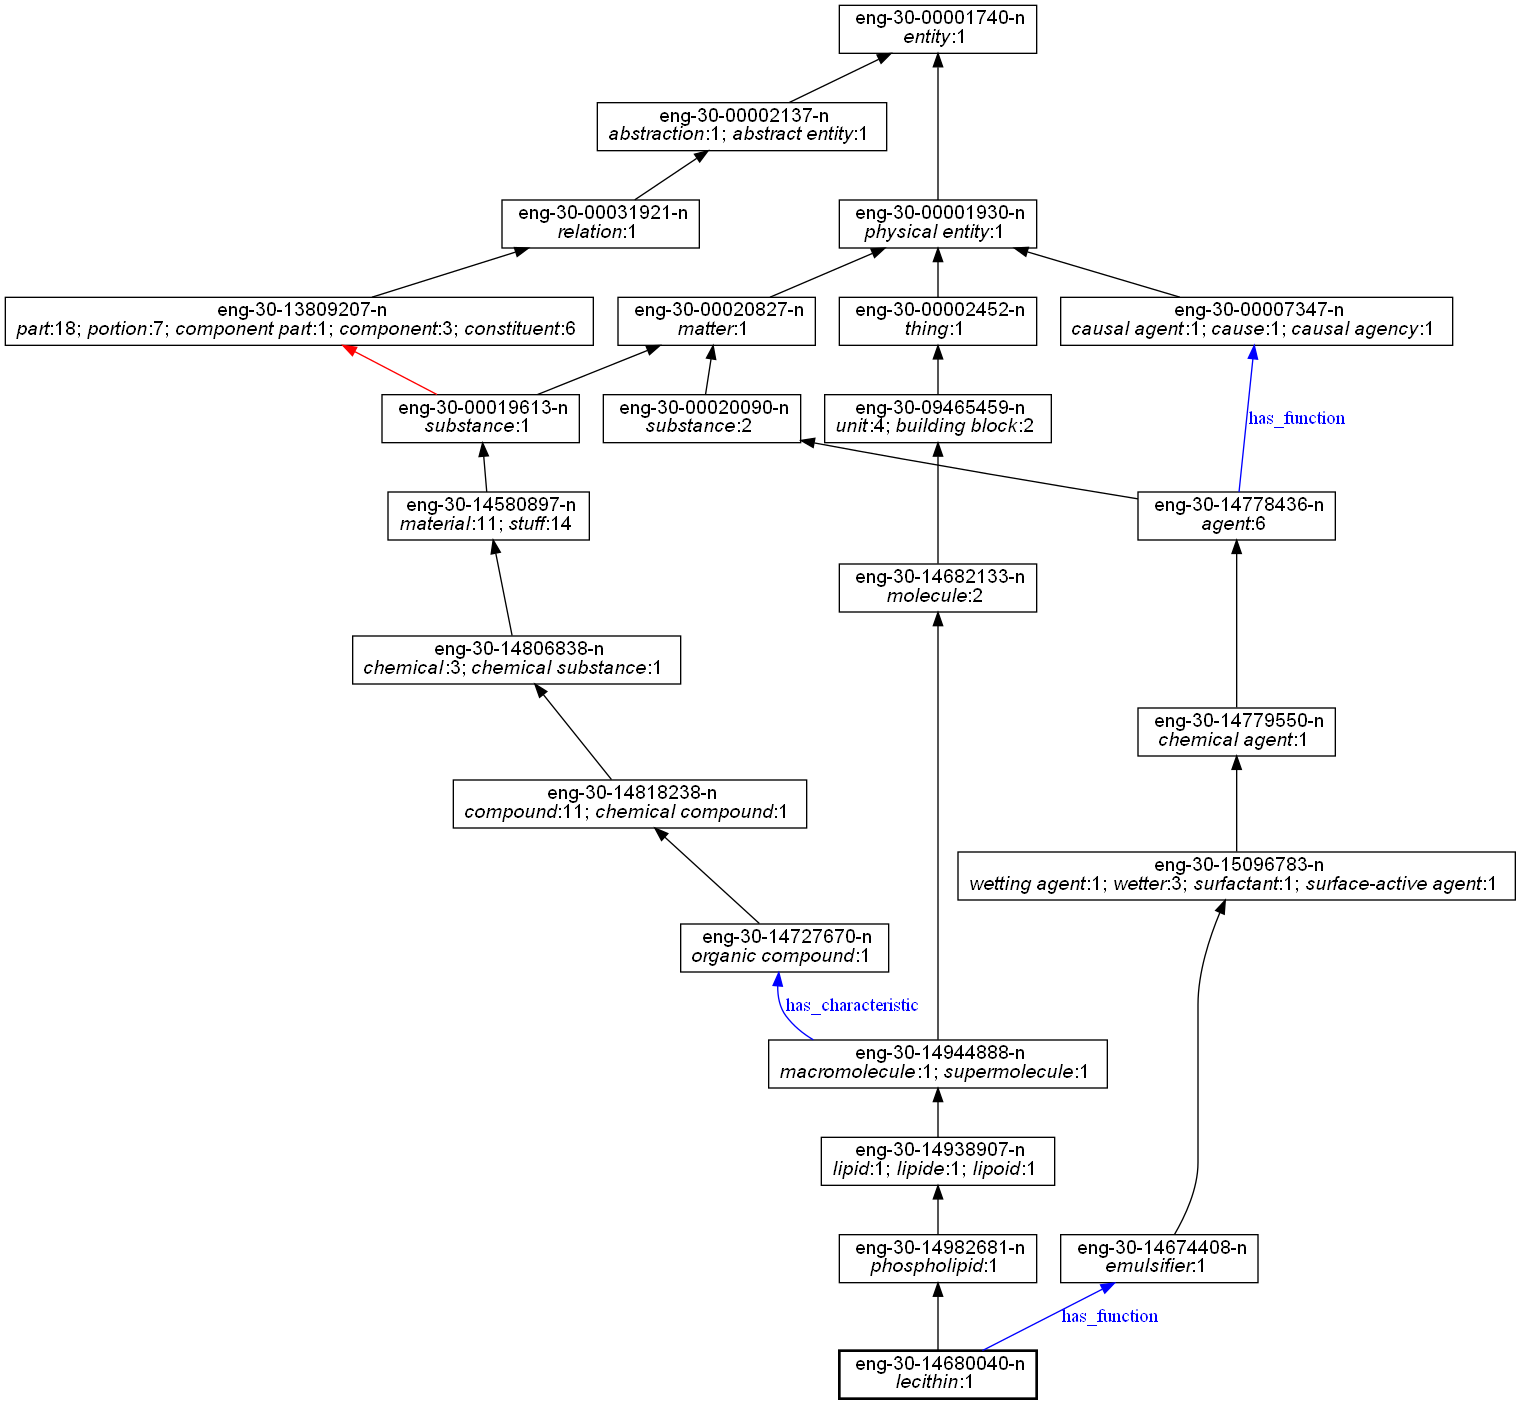 eng-30-00001740-n
entity:1
eng-30-00002137-n
abstraction:1; abstract entity:1
eng-30-00031921-n
relation:1
eng-30-00001930-n
physical entity:1
eng-30-13809207-n
part:18; portion:7; component part:1; component:3; constituent:6
eng-30-00020827-n
matter:1
eng-30-00002452-n
thing:1
eng-30-00007347-n
causal agent:1; cause:1; causal agency:1
eng-30-00019613-n
substance:1
eng-30-00020090-n
substance:2
eng-30-09465459-n
unit:4; building block:2
has_function
eng-30-14580897-n
material:11; stuff:14
eng-30-14778436-n
agent:6
eng-30-14682133-n
molecule:2
eng-30-14806838-n
chemical:3; chemical substance:1
eng-30-14779550-n
chemical agent:1
eng-30-14818238-n
compound:11; chemical compound:1
eng-30-15096783-n
wetting agent:1; wetter:3; surfactant:1; surface-active agent:1
eng-30-14727670-n
organic compound:1
has_characteristic
eng-30-14944888-n
macromolecule:1; supermolecule:1
eng-30-14938907-n
lipid:1; lipide:1; lipoid:1
eng-30-14982681-n
phospholipid:1
eng-30-14674408-n
emulsifier:1
has_function
eng-30-14680040-n
lecithin:1